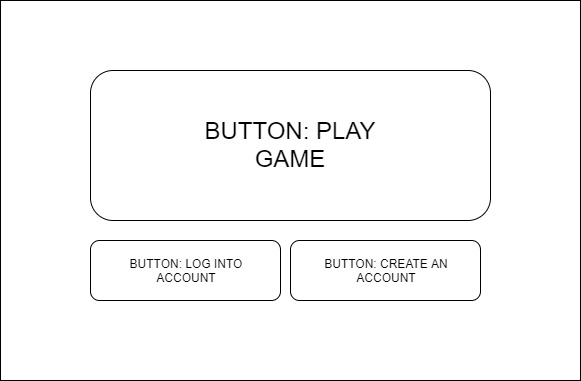 BUTTON: PLAY
GAME
BUTTON: LOG INTO
ACCOUNT
BUTTON: CREATE AN
ACCOUNT